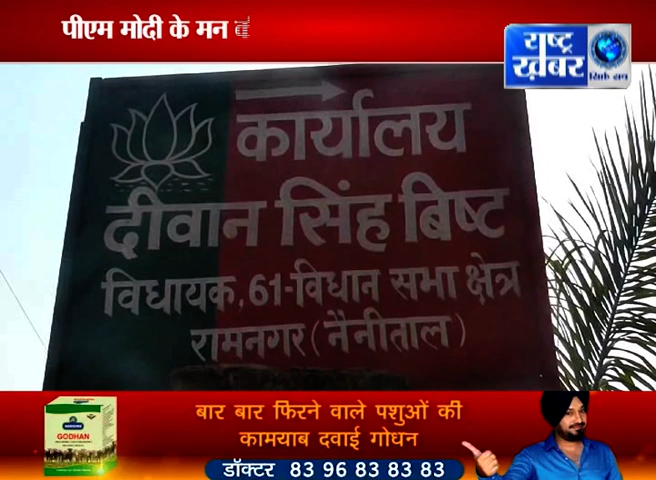 पीएम मोदी के मन
राष्ट्र
ख़बर
सिर्फ सच
कार्यालय
दीवान सिंह बिष्ट
विधायक, 61-विधान सभा क्षेत्र
रामनगर (नैनीताल)
GODHAN
बार बार फिरने वाले पशुओं की
कामयाब दवाई गोधन
डॉक्टर 83 96 83 83 83